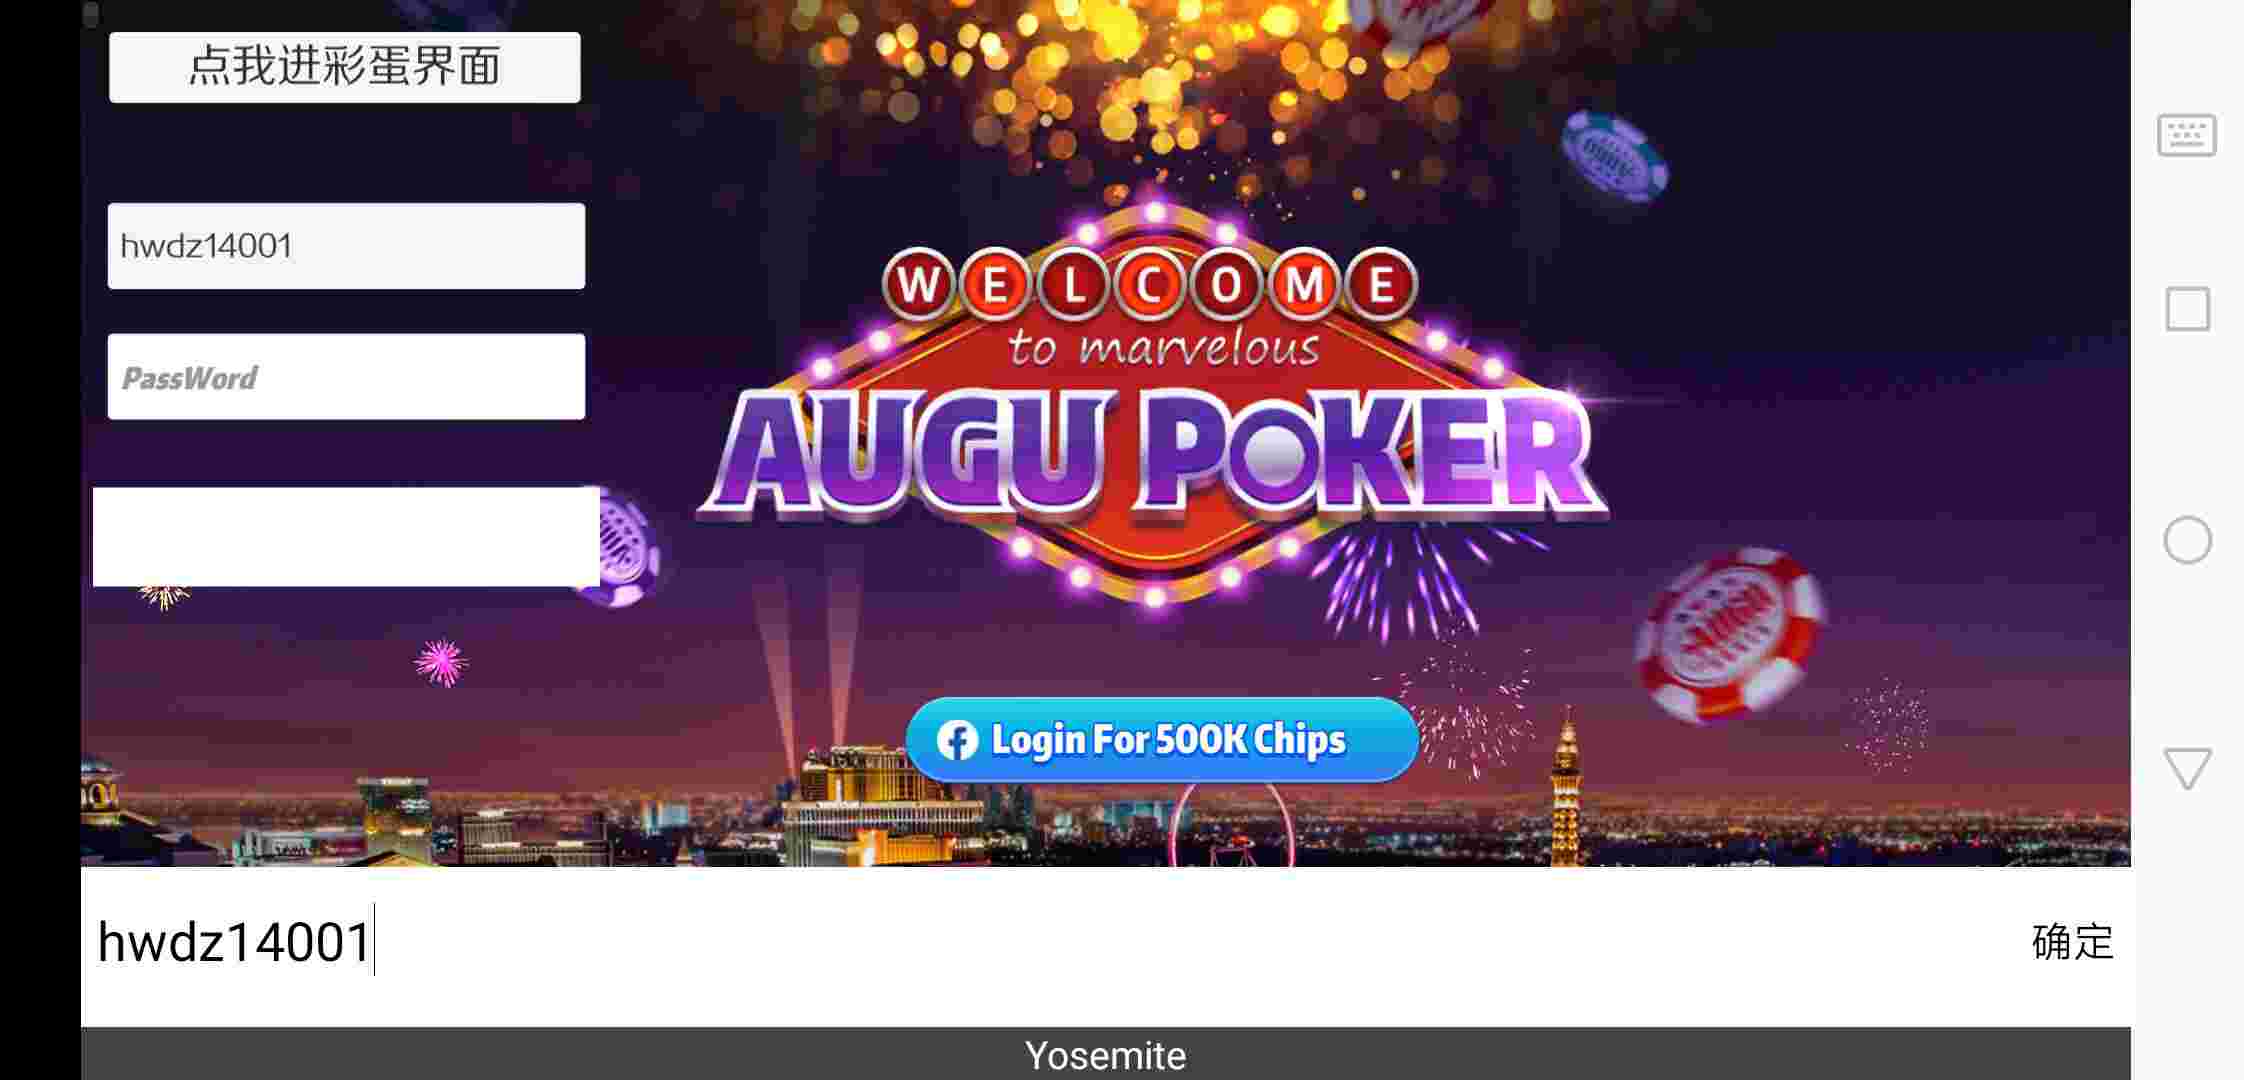 点我进彩蛋界面
hwdz14001
PassWord
WELCOME
to marvelous
AUGU POKER
Login For 500K Chips
hwdz14001
确定
Yosemite